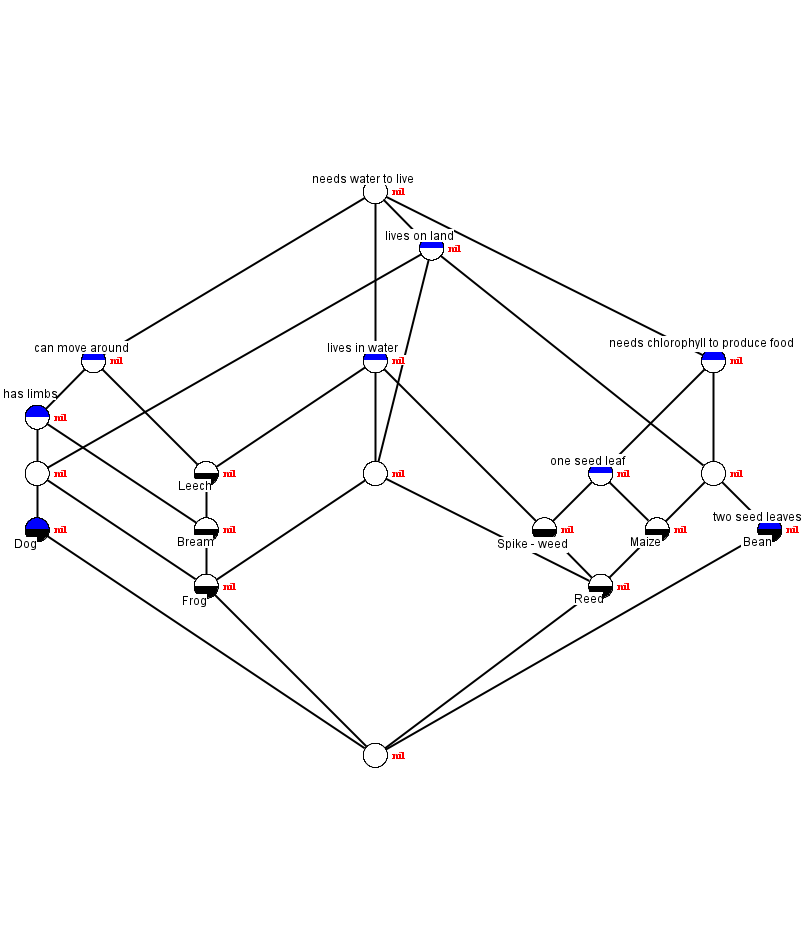 needs water to live
nil
lives on land
nil
needs chlorophyll to produce food
can move around
lives in water
nil
nil
nil
has limbs
nil
one seed leaf
nil
nil
nil
nil
nil
Leech
two seed leaves
nil
nil
nil
nil
nil
Dog
Bream
Spike - weed
Maize
Bean
nil
nil
Frog
Reed
nil